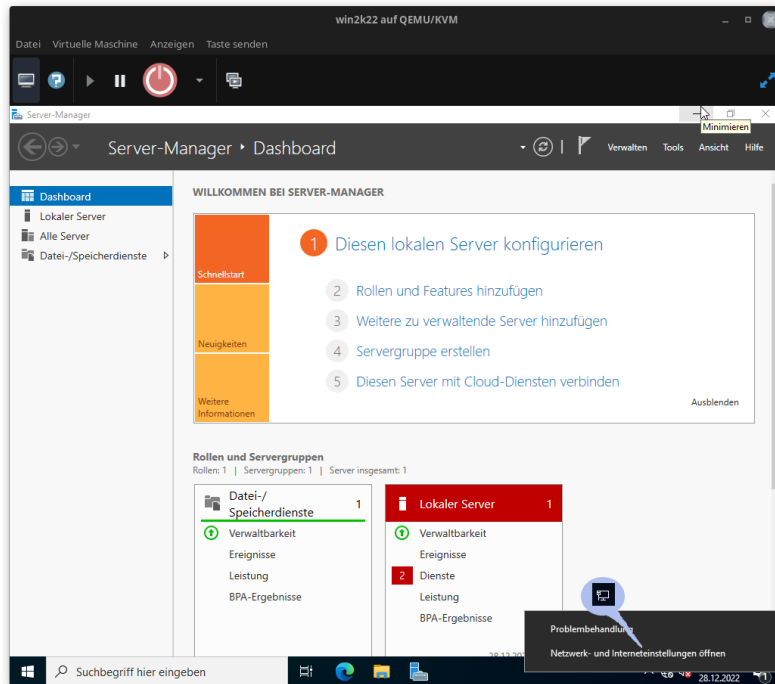 win2k22 auf QEMU/KVM
Datei Virtuelle Maschine Anzeigen Taste senden
Server-Manager
Minimieren
Server-Manager • Dashboard
Verwalten Tools Ansicht Hilfe
Dashboard
Lokaler Server
Alle Server
Datei-/Speicherdienste
WILLKOMMEN BEI SERVER-MANAGER
Schnellstart
Neuigkeiten
Weitere
Informationen
1 Diesen lokalen Server konfigurieren
2 Rollen und Features hinzufügen
3 Weitere zu verwaltende Server hinzufügen
4 Servergruppe erstellen
5 Diesen Server mit Cloud-Diensten verbinden
Ausblenden
Rollen und Servergruppen
Rollen: 1 | Servergruppen: 1 | Server insgesamt: 1
Datei-/
Speicherdienste 1
Verwaltbarkeit
Ereignisse
Leistung
BPA-Ergebnisse
Lokaler Server 1
Verwaltbarkeit
Ereignisse
2 Dienste
Leistung
BPA-Ergebnisse
Problembehandlung
Netzwerk- und Interneteinstellungen öffnen
Suchbegriff hier eingeben
28.12.2022
1